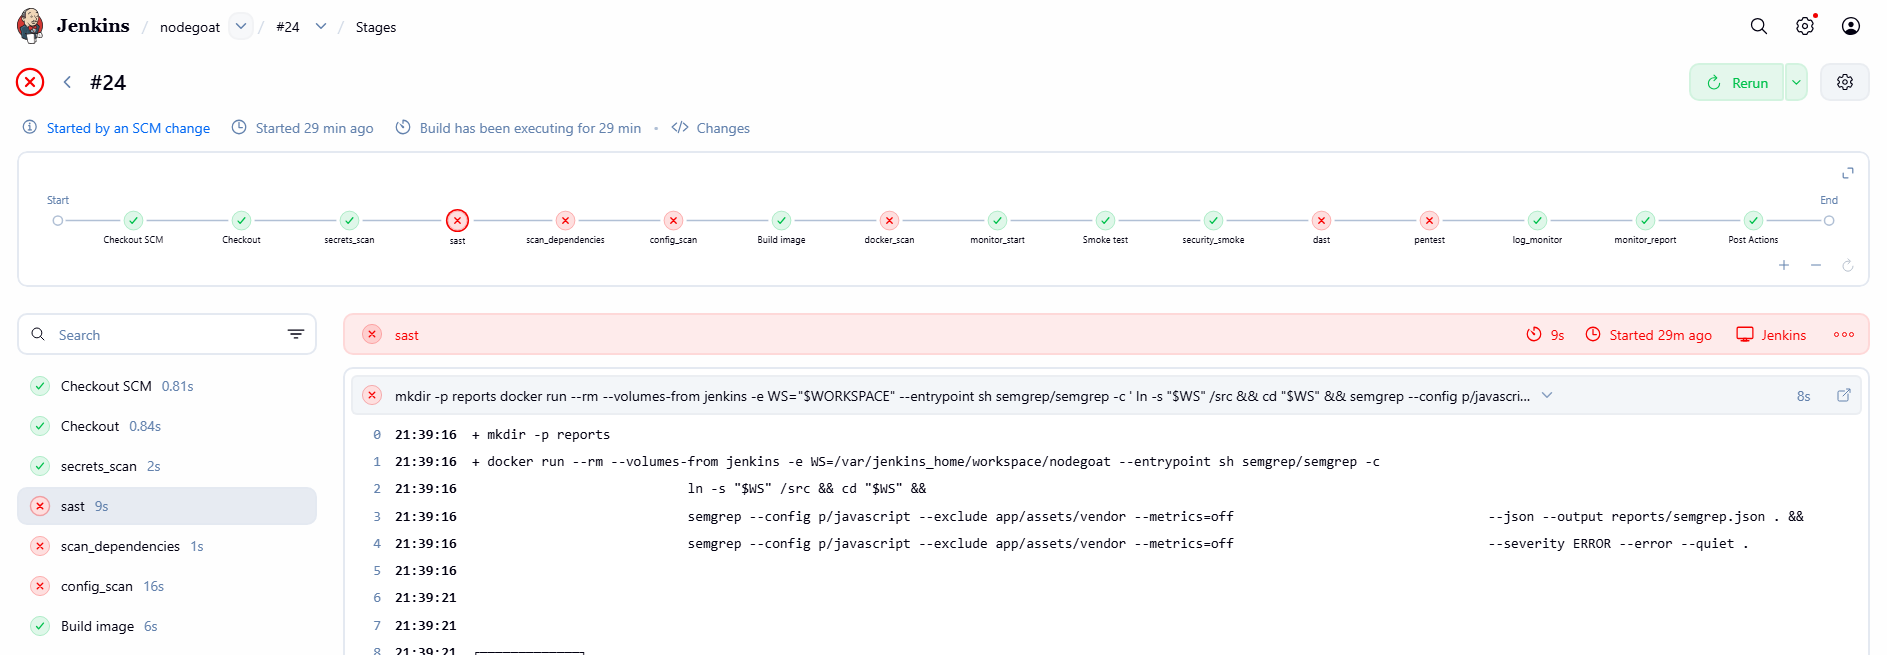 Jenkins / nodegoat / #24 / Stages
#24
Rerun
Started by an SCM change Started 29 min ago Build has been executing for 29 min • </> Changes
Start
End
Checkout SCM Checkout secrets_scan sast scan_dependencies config_scan Build image docker_scan monitor_start Smoke test security_smoke dast pentest log_monitor monitor_report Post Actions
Search
Checkout SCM 0.81s
Checkout 0.84s
secrets_scan 2s
sast 9s
scan_dependencies 1s
config_scan 16s
Build image 6s
sast 9s Started 29m ago Jenkins
mkdir -p reports docker run --rm --volumes-from jenkins -e WS="$WORKSPACE" --entrypoint sh semgrep/semgrep -c ' ln -s "$WS" /src && cd "$WS" && semgrep --config p/javascri... 8s
0 21:39:16 + mkdir -p reports
1 21:39:16 + docker run --rm --volumes-from jenkins -e WS=/var/jenkins_home/workspace/nodegoat --entrypoint sh semgrep/semgrep -c
2 21:39:16 ln -s "$WS" /src && cd "$WS" &&
3 21:39:16 semgrep --config p/javascript --exclude app/assets/vendor --metrics=off --json --output reports/semgrep.json . &&
4 21:39:16 semgrep --config p/javascript --exclude app/assets/vendor --metrics=off --severity ERROR --error --quiet .
5 21:39:16
6 21:39:21
7 21:39:21
8 21:39:21